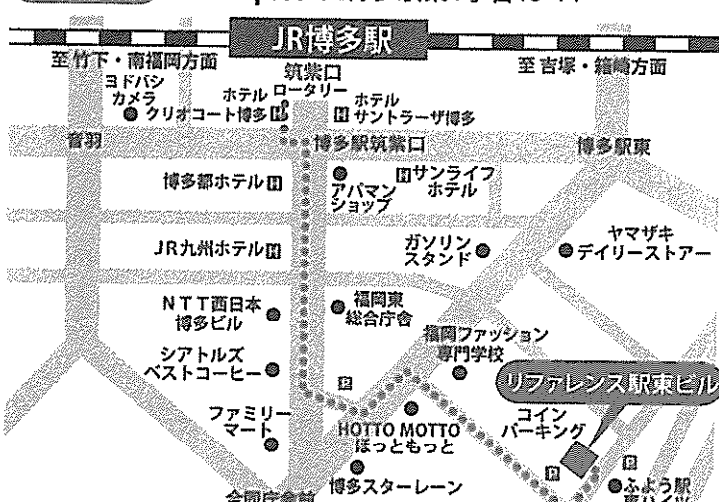 JR博多駅
至 竹下・南福岡方面
筑紫口
ロータリー
至 吉塚・箱崎方面
ヨドバシ
カメラ
ホテル
クリオコート博多 H
H ホテル
サントラーザ博多
音羽
博多駅筑紫口
博多駅東
博多都ホテル H
アパマン
ショップ
H サンライフ
ホテル
JR九州ホテル H
ガソリン
スタンド
ヤマザキ
デイリーストアー
NTT西日本
博多ビル
福岡東
総合庁舎
福岡ファッション
専門学校
シアトルズ
ベストコーヒー
P
リファレンス駅東ビル
ファミリー
マート
HOTTO MOTTO
ほっともっと
コイン
パーキング
P
P
博多スターレーン
ふよう駅